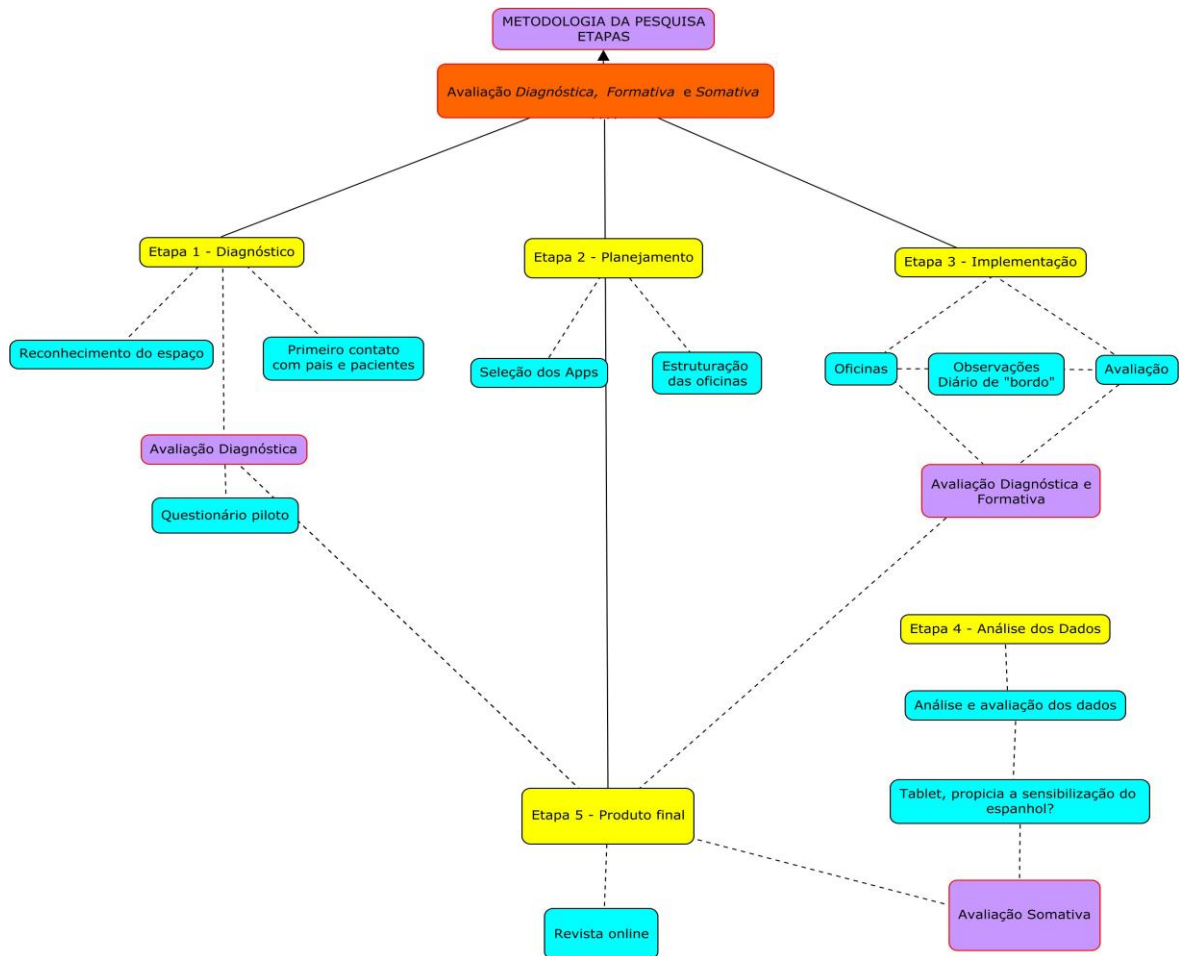 METODOLOGIA DA PESQUISA
ETAPAS
Avaliação Diagnóstica, Formativa e Somativa
Etapa 1 - Diagnóstico
Etapa 2 - Planejamento
Etapa 3 - Implementação
Reconhecimento do espaço
Primeiro contato
com pais e pacientes
Seleção dos Apps
Estruturação
das oficinas
Oficinas
Observações
Diário de "bordo"
Avaliação
Avaliação Diagnóstica
Questionário piloto
Avaliação Diagnóstica e
Formativa
Etapa 4 - Análise dos Dados
Análise e avaliação dos dados
Tablet, propicia a sensibilização do
espanhol?
Etapa 5 - Produto final
Avaliação Somativa
Revista online